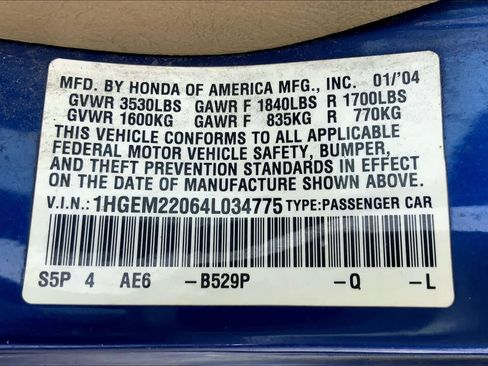 MFD. BY HONDA OF AMERICA MFG., INC. 01/'04
GVWR 3530LBS GAWR F 1840LBS R 1700LBS
GVWR 1600KG GAWR F 835KG R 770KG
THIS VEHICLE CONFORMS TO ALL APPLICABLE
FEDERAL MOTOR VEHICLE SAFETY, BUMPER,
AND THEFT PREVENTION STANDARDS IN EFFECT
ON THE DATE OF MANUFACTURE SHOWN ABOVE.
V.I.N.: 1HGEM22064L034775 TYPE:PASSENGER CAR
S5P 4 AE6 –B529P –Q –L